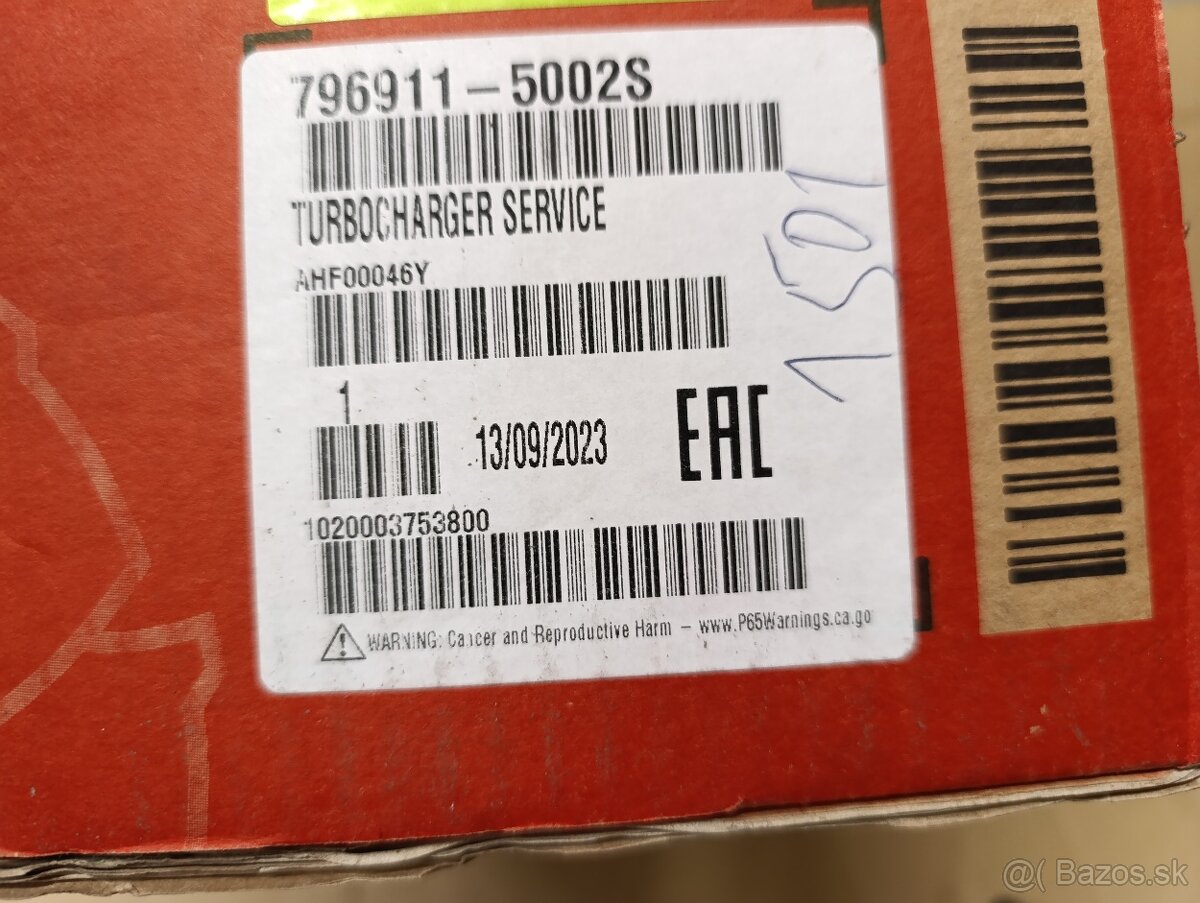 796911-5002S
TURBOCHARGER SERVICE
AHF00046Y
1
13/09/2023
EAC
1020003753800
WARNING: Cancer and Reproductive Harm - www.P65Warnings.ca.go
1501
@( Bazos.sk